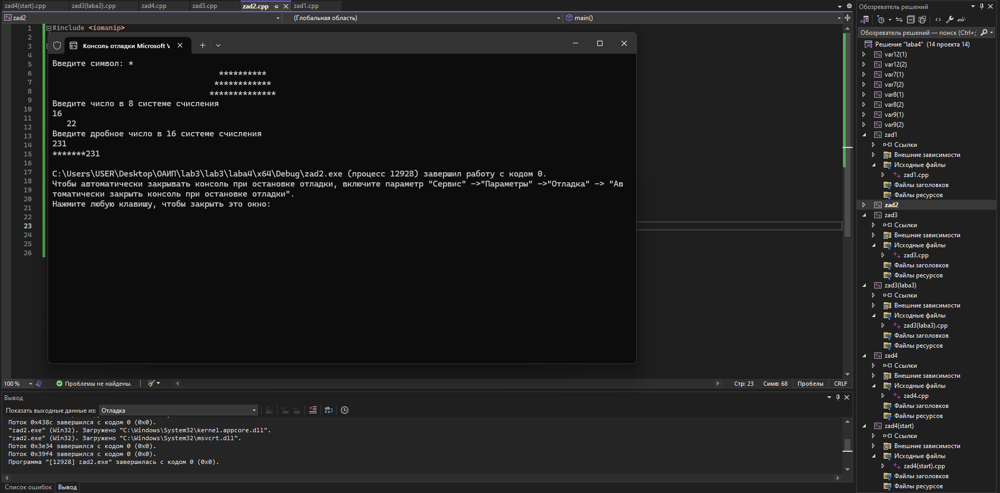 zad4(start).cpp
zad3(laba3).cpp
zad4.cpp
zad3.cpp
zad2.cpp
zad1.cpp
zad2
(Глобальная область)
main()
1
2
3
4
5
6
7
8
9
10
11
12
13
14
15
16
17
18
19
20
21
22
23
24
25
26
#include <iomanip>
Консоль отладки Microsoft V
Введите символ: *
**********
************
**************
Введите число в 8 системе счисления
16
22
Введите дробное число в 16 системе счисления
231
*******231
C:\Users\USER\Desktop\ОАИП\lab3\lab3\laba4\x64\Debug\zad2.exe (процесс 12928) завершил работу с кодом 0.
Чтобы автоматически закрывать консоль при остановке отладки, включите параметр "Сервис" ->"Параметры" ->"Отладка" -> "Ав
томатически закрыть консоль при остановке отладки".
Нажмите любую клавишу, чтобы закрыть это окно:
100 %
Проблемы не найдены.
Стр: 23
Симв: 68
Пробелы
CRLF
Вывод
Показать выходные данные из:
Отладка
Поток 0x438c завершился с кодом 0 (0x0).
"zad2.exe" (Win32). Загружено "C:\Windows\System32\kernel.appcore.dll".
"zad2.exe" (Win32). Загружено "C:\Windows\System32\msvcrt.dll".
Поток 0x3e34 завершился с кодом 0 (0x0).
Поток 0x39f4 завершился с кодом 0 (0x0).
Программа "[12928] zad2.exe" завершилась с кодом 0 (0x0).
Список ошибок
Вывод
Обозреватель решений
Обозреватель решений — поиск (Ctrl+;
Решение "laba4" (14 проекта 14)
var12(1)
var12(2)
var7(1)
var7(2)
var8(1)
var8(2)
var9(1)
var9(2)
zad1
Ссылки
Внешние зависимости
Исходные файлы
zad1.cpp
Файлы заголовков
Файлы ресурсов
zad2
zad3
Ссылки
Внешние зависимости
Исходные файлы
zad3.cpp
Файлы заголовков
Файлы ресурсов
zad3(laba3)
Ссылки
Внешние зависимости
Исходные файлы
zad3(laba3).cpp
Файлы заголовков
Файлы ресурсов
zad4
Ссылки
Внешние зависимости
Исходные файлы
zad4.cpp
Файлы заголовков
Файлы ресурсов
zad4(start)
Ссылки
Внешние зависимости
Исходные файлы
zad4(start).cpp
Файлы заголовков
Файлы ресурсов